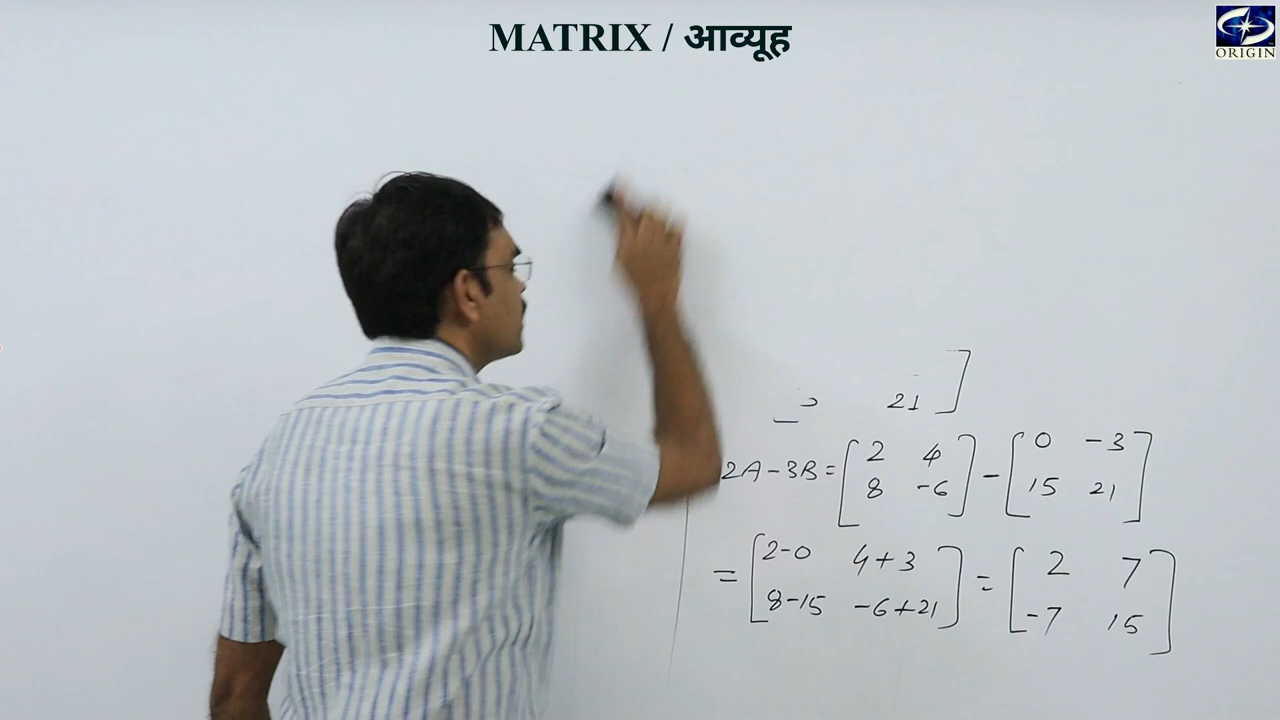 MATRIX / आव्यूह
ORIGIN
21 ]
2A-3B = [ 2 4 8 -6 ] - [ 0 -3 15 21 ]
= [ 2-0 4+3 8-15 -6+21 ] = [ 2 7 -7 15 ]